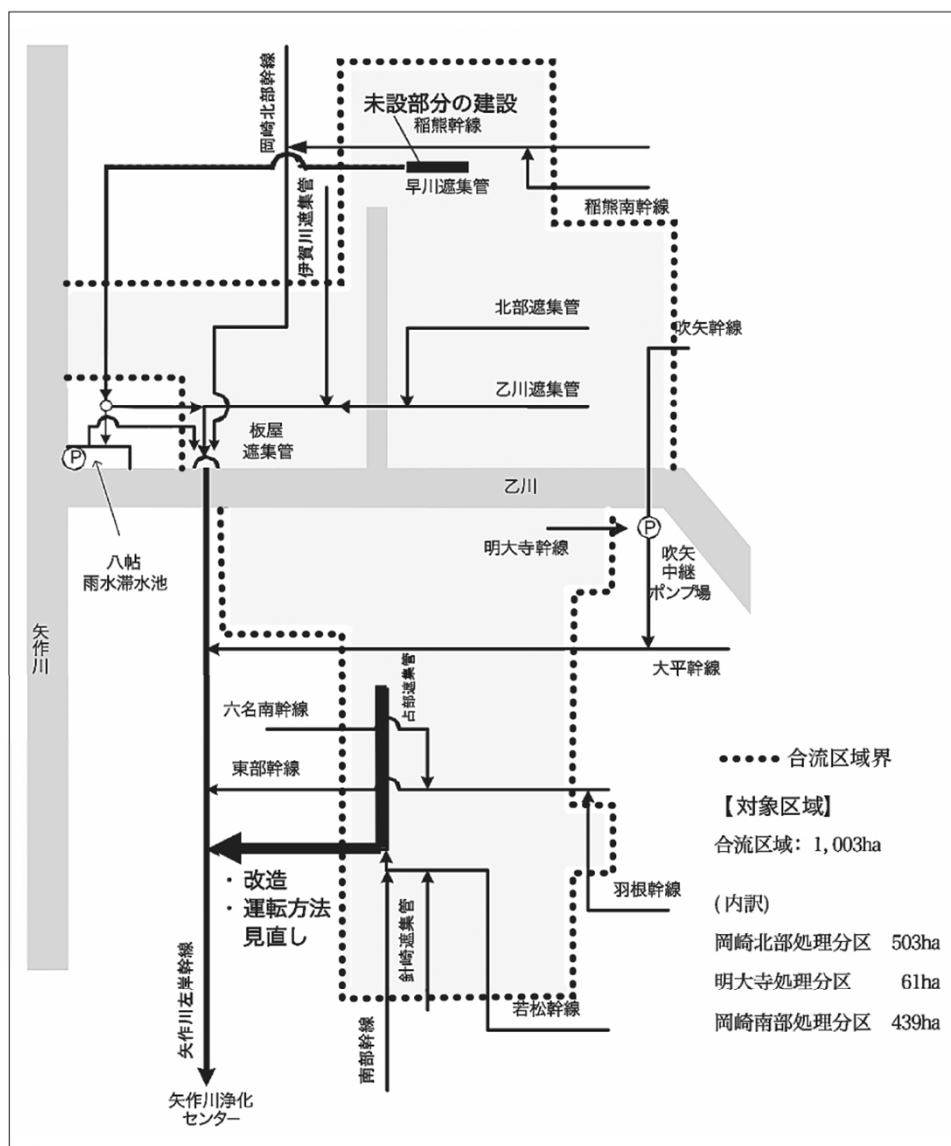 岡崎北部幹線
未設部分の建設
稲熊幹線
早川遮集管
伊賀川遮集管
稲熊南幹線
北部遮集管
吹矢幹線
乙川遮集管
板屋
遮集管
P
乙川
八帖
雨水滞水池
明大寺幹線
P
吹矢
中継
ポンプ場
矢作川
大平幹線
占部遮集管
六名南幹線
東部幹線
合流区域界
【対象区域】
合流区域: 1,003ha
(内訳)
岡崎北部処理分区 503ha
明大寺処理分区 61ha
岡崎南部処理分区 439ha
・改造
・運転方法
見直し
羽根幹線
針崎遮集管
若松幹線
南部幹線
矢作川左岸幹線
矢作川浄化
センター